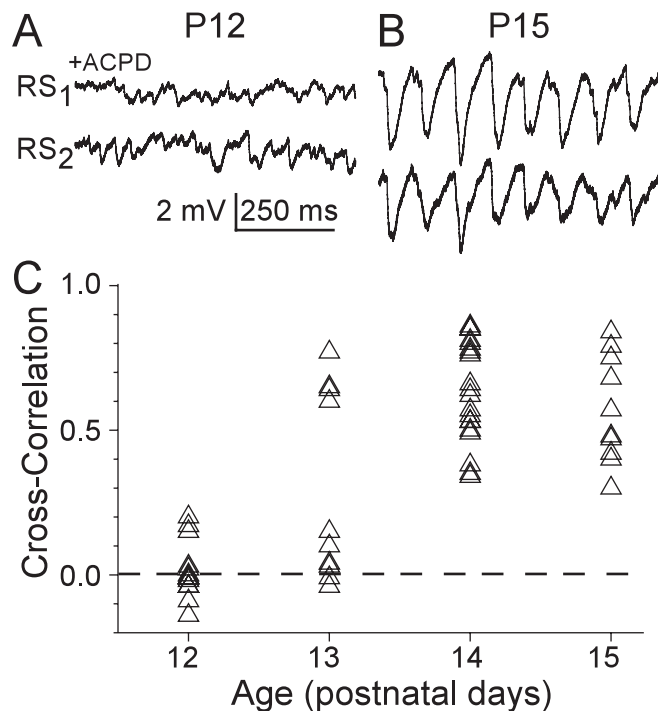 A P12 B P15
+ACPD
RS1
RS2
2 mV 250 ms
C
1.0
0.5
0.0
Cross-Correlation
12 13 14 15
Age (postnatal days)